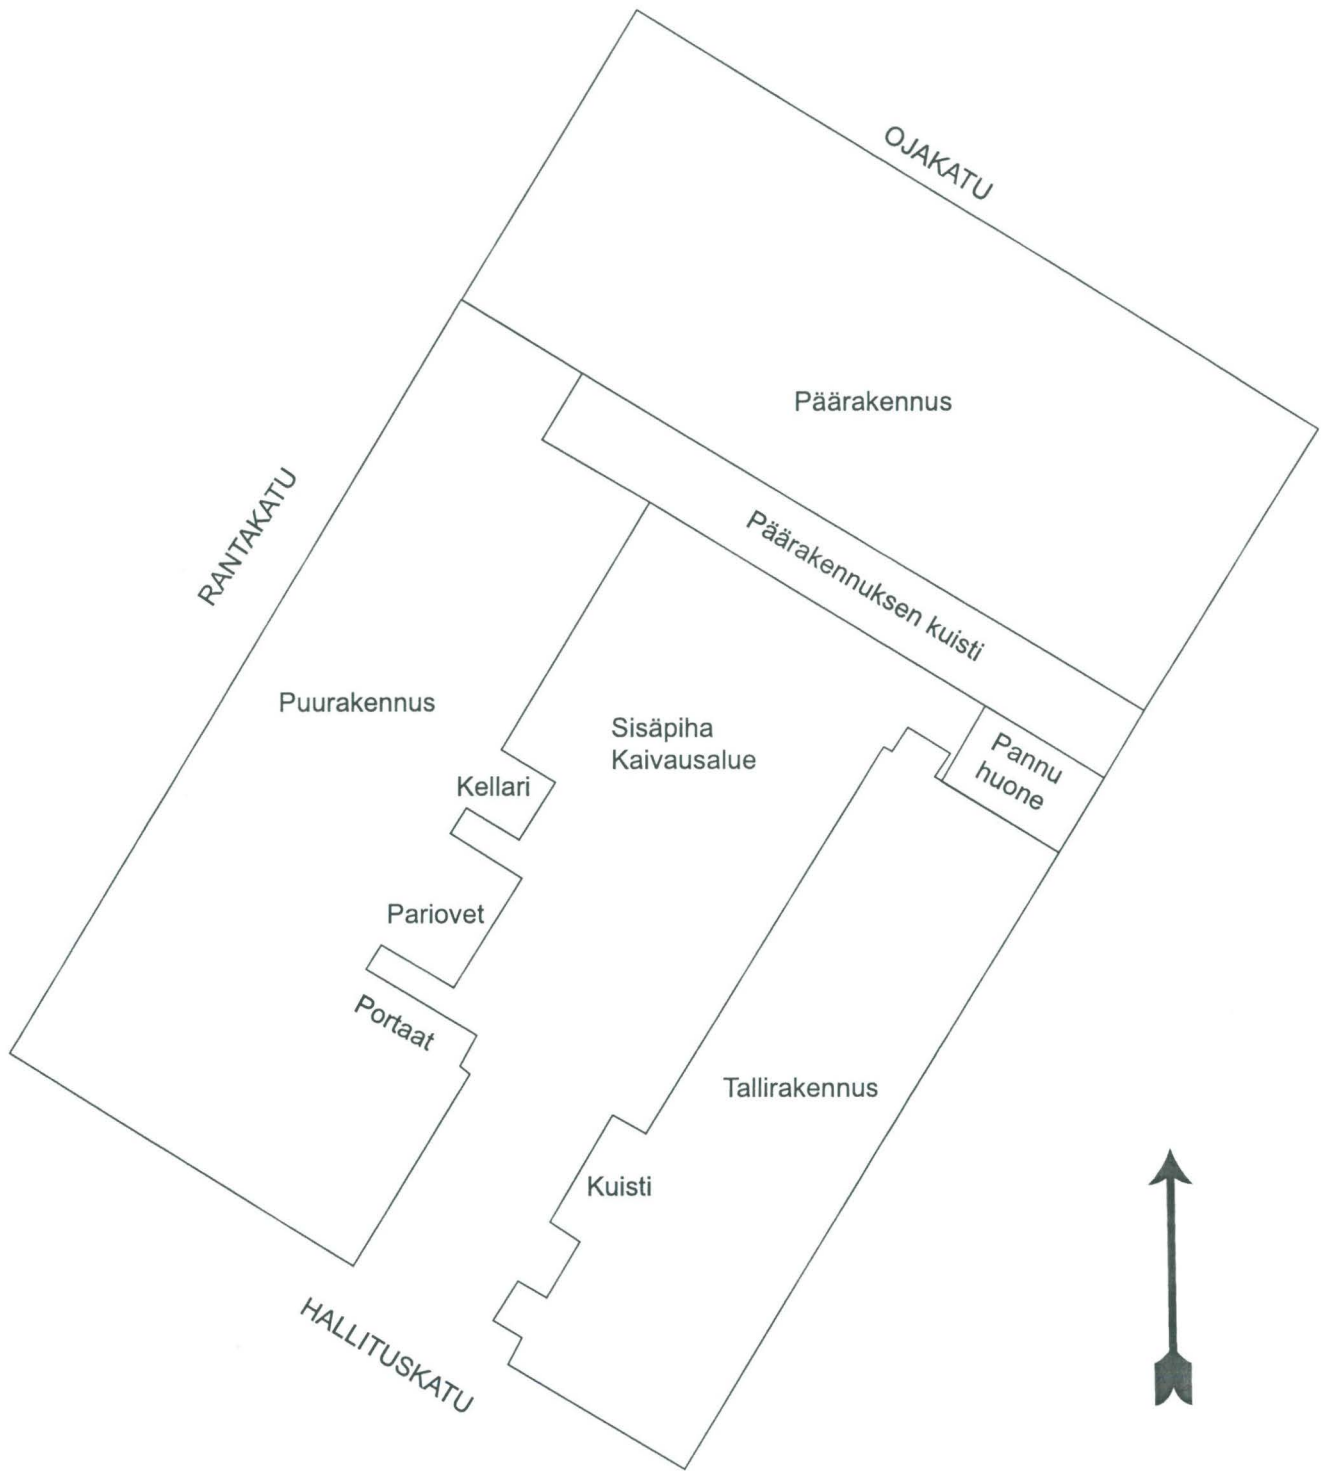 OJAKATU
Päärakennus
RANTAKATU
Päärakennuksen kuisti
Puurakennus
Sisäpiha
Kaivausalue
Pannu
huone
Kellari
Pariovet
Portaat
Tallirakennus
Kuisti
HALLITUSKATU